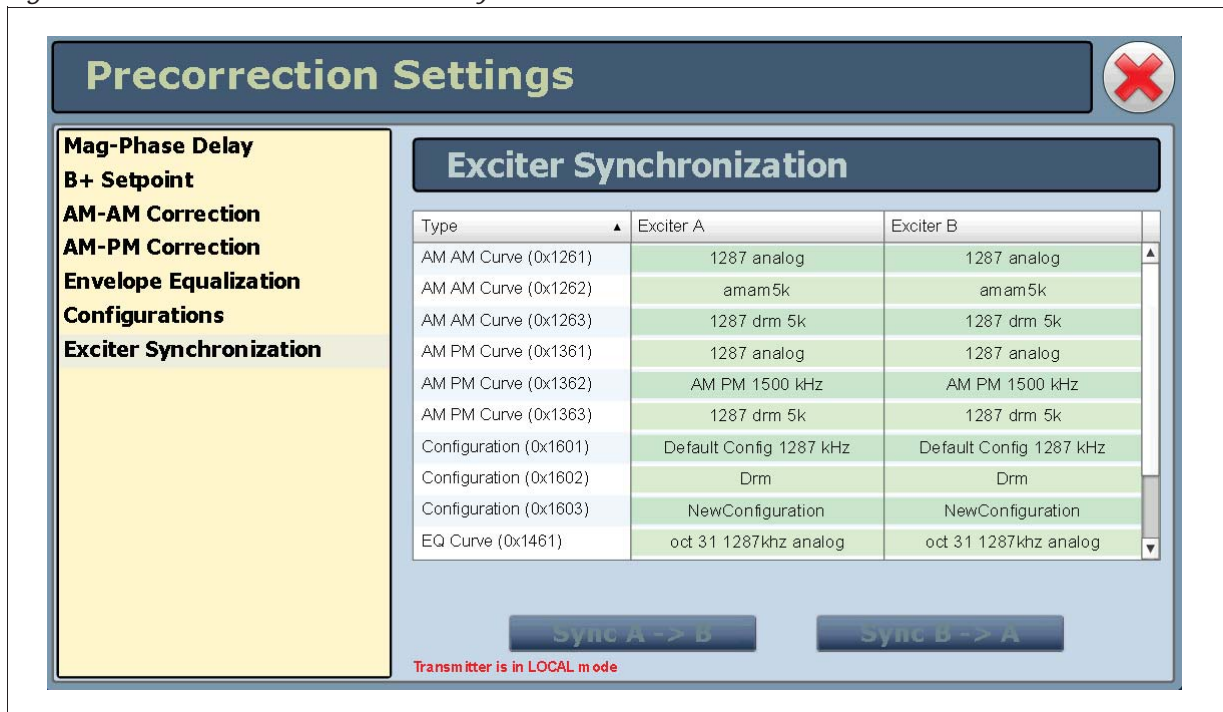 Precorrection Settings
Mag-Phase Delay
B+ Setpoint
AM-AM Correction
AM-PM Correction
Envelope Equalization
Configurations
Exciter Synchronization
Exciter Synchronization
Type Exciter A Exciter B
AM AM Curve (0x1261) 1287 analog 1287 analog
AM AM Curve (0x1262) amam5k amam5k
AM AM Curve (0x1263) 1287 drm 5k 1287 drm 5k
AM PM Curve (0x1361) 1287 analog 1287 analog
AM PM Curve (0x1362) AM PM 1500 kHz AM PM 1500 kHz
AM PM Curve (0x1363) 1287 drm 5k 1287 drm 5k
Configuration (0x1601) Default Config 1287 kHz Default Config 1287 kHz
Configuration (0x1602) Drm Drm
Configuration (0x1603) NewConfiguration NewConfiguration
EQ Curve (0x1461) oct 31 1287khz analog oct 31 1287khz analog
Sync A -> B Sync B -> A
Transmitter is in LOCAL mode